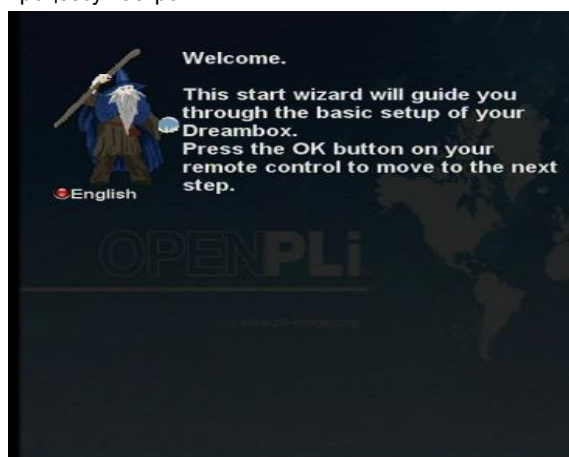 Welcome.
This start wizard will guide you
through the basic setup of your
Dreambox.
Press the OK button on your
remote control to move to the next
step.
English
OPENPLi